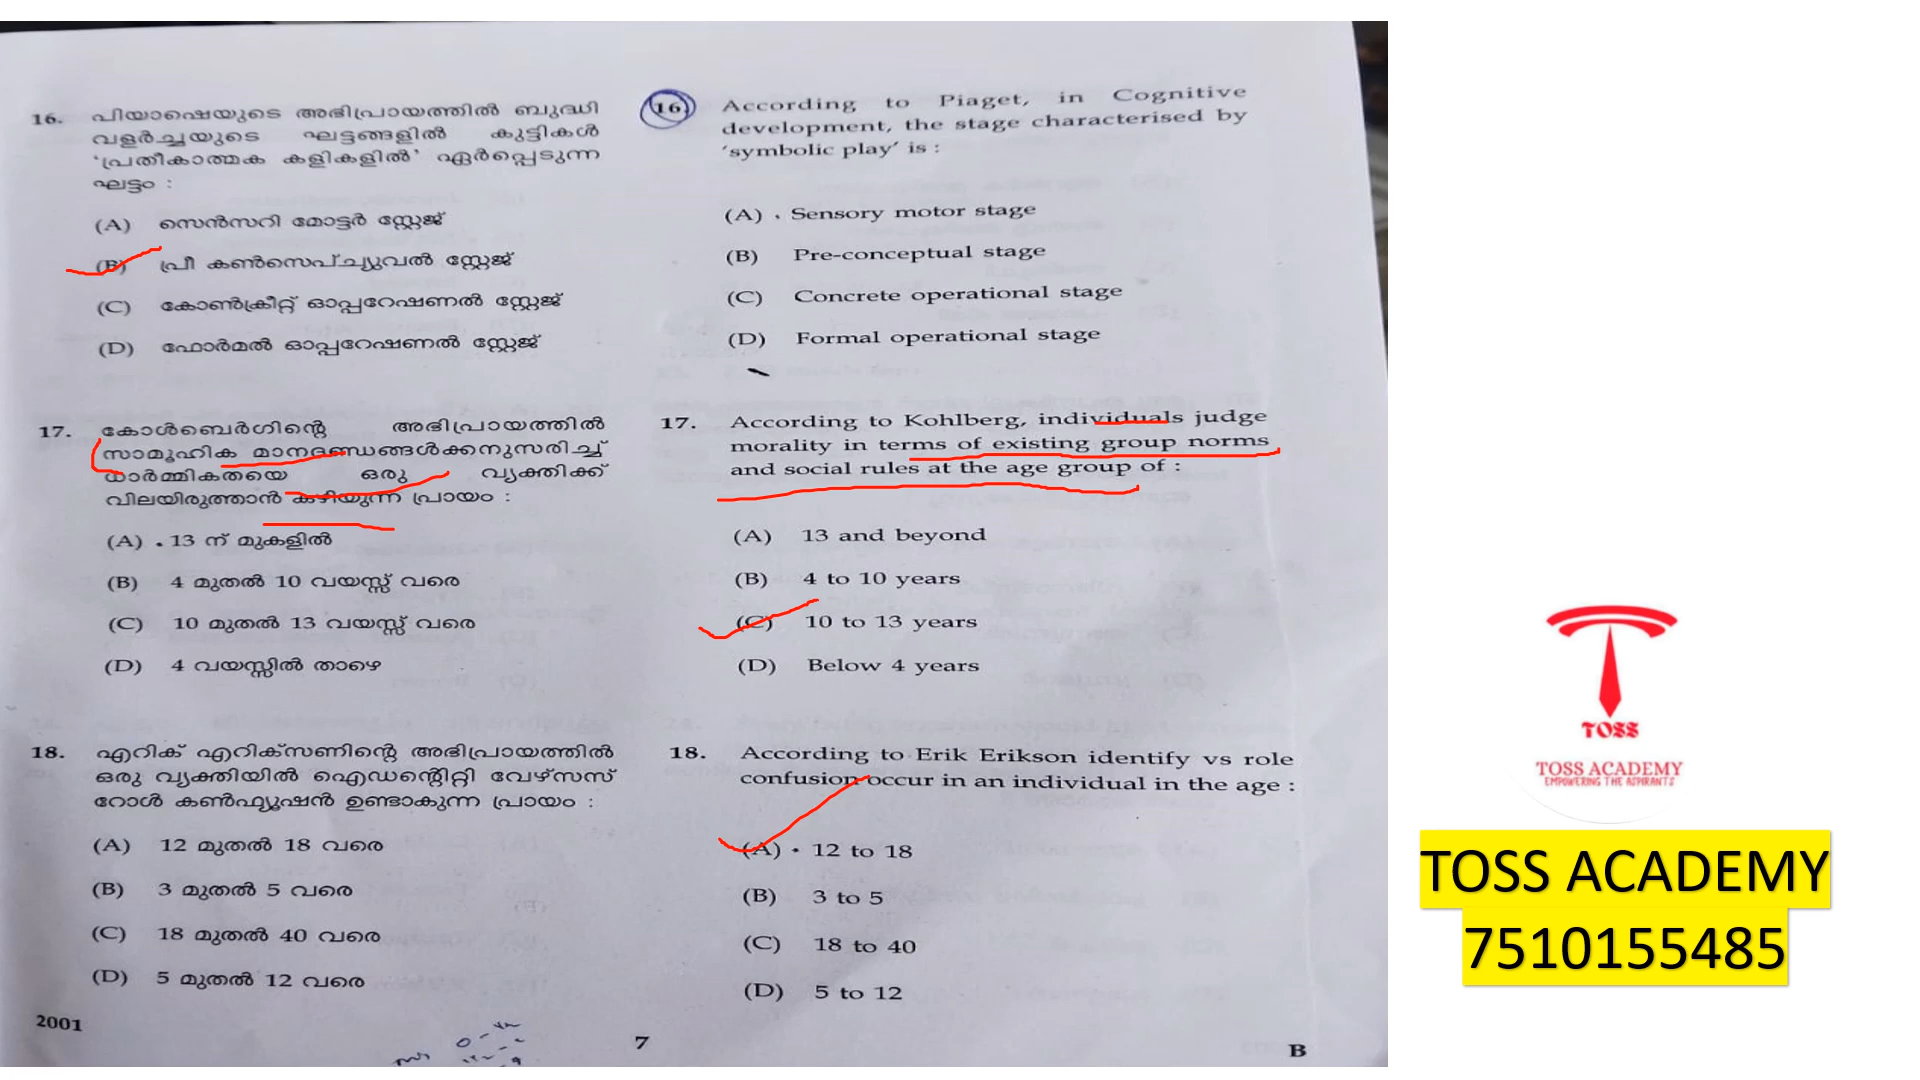 16. പിയാഷെയുടെ അഭിപ്രായത്തിൽ ബുദ്ധി
വളർച്ചയുടെ ഘട്ടങ്ങളിൽ കുട്ടികൾ
'പ്രതീകാത്മക കളികളിൽ' ഏർപ്പെടുന്ന
ഘട്ടം :
(A) സെൻസറി മോട്ടർ സ്റ്റേജ്
(B) പ്രീ കൺസെപ്ച്യുവൽ സ്റ്റേജ്
(C) കോൺക്രീറ്റ് ഓപ്പറേഷണൽ സ്റ്റേജ്
(D) ഫോർമൽ ഓപ്പറേഷണൽ സ്റ്റേജ്
17. കോൾബെർഗിന്റെ അഭിപ്രായത്തിൽ
സാമൂഹിക മാനദണ്ഡങ്ങൾക്കനുസരിച്ച്
ധാർമ്മികതയെ ഒരു വ്യക്തിക്ക്
വിലയിരുത്താൻ കഴിയുന്ന പ്രായം :
(A) 13 ന് മുകളിൽ
(B) 4 മുതൽ 10 വയസ്സ് വരെ
(C) 10 മുതൽ 13 വയസ്സ് വരെ
(D) 4 വയസ്സിൽ താഴെ
18. എറിക് എറിക്സണിന്റെ അഭിപ്രായത്തിൽ
ഒരു വ്യക്തിയിൽ ഐഡന്റിറ്റി വേഴ്സസ്
റോൾ കൺഫ്യൂഷൻ ഉണ്ടാകുന്ന പ്രായം :
(A) 12 മുതൽ 18 വരെ
(B) 3 മുതൽ 5 വരെ
(C) 18 മുതൽ 40 വരെ
(D) 5 മുതൽ 12 വരെ
16. According to Piaget, in Cognitive
development, the stage characterised by
'symbolic play' is :
(A) Sensory motor stage
(B) Pre-conceptual stage
(C) Concrete operational stage
(D) Formal operational stage
17. According to Kohlberg, individuals judge
morality in terms of existing group norms
and social rules at the age group of :
(A) 13 and beyond
(B) 4 to 10 years
(C) 10 to 13 years
(D) Below 4 years
18. According to Erik Erikson identify vs role
confusion occur in an individual in the age :
(A) 12 to 18
(B) 3 to 5
(C) 18 to 40
(D) 5 to 12
2001
7
B
TOSS
TOSS ACADEMY
EMPOWERING THE ASPIRANTS
TOSS ACADEMY
7510155485